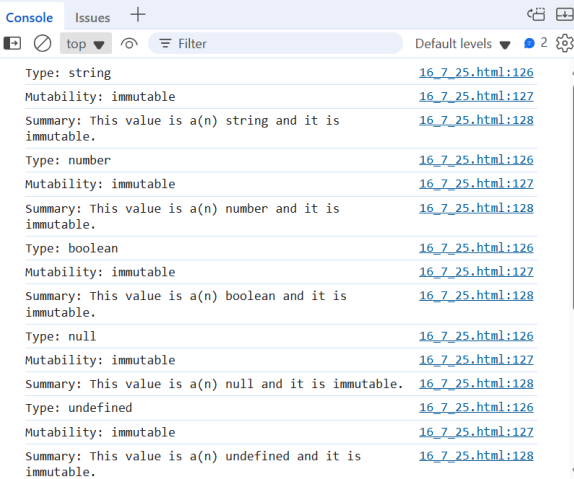 Console Issues
top Filter Default levels 2
Type: string 16_7_25.html:126
Mutability: immutable 16_7_25.html:127
Summary: This value is a(n) string and it is 16_7_25.html:128
immutable.
Type: number 16_7_25.html:126
Mutability: immutable 16_7_25.html:127
Summary: This value is a(n) number and it is 16_7_25.html:128
immutable.
Type: boolean 16_7_25.html:126
Mutability: immutable 16_7_25.html:127
Summary: This value is a(n) boolean and it is 16_7_25.html:128
immutable.
Type: null 16_7_25.html:126
Mutability: immutable 16_7_25.html:127
Summary: This value is a(n) null and it is immutable. 16_7_25.html:128
Type: undefined 16_7_25.html:126
Mutability: immutable 16_7_25.html:127
Summary: This value is a(n) undefined and it is 16_7_25.html:128
immutable.